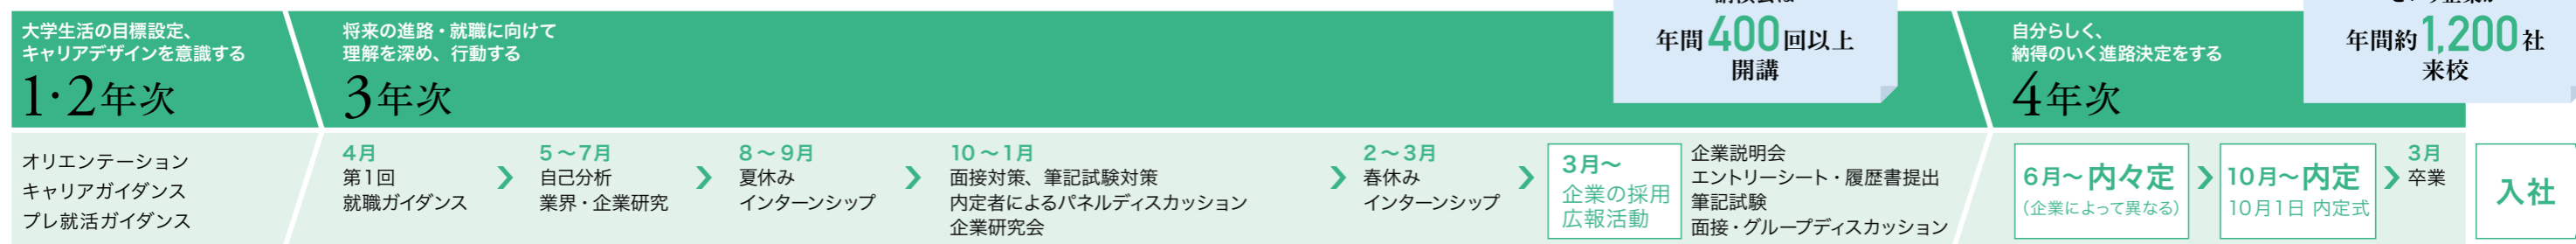 大学生活の目標設定、
キャリアデザインを意識する
1・2年次
オリエンテーション
キャリアガイダンス
プレ就活ガイダンス
将来の進路・就職に向けて
理解を深め、行動する
3年次
年間400回以上
開講
4月
第1回
就職ガイダンス
5～7月
自己分析
業界・企業研究
8～9月
夏休み
インターンシップ
10～1月
面接対策、筆記試験対策
内定者によるパネルディスカッション
企業研究会
2～3月
春休み
インターンシップ
3月～
企業の採用
広報活動
企業説明会
エントリーシート・履歴書提出
筆記試験
面接・グループディスカッション
自分らしく、
納得のいく進路決定をする
4年次
年間約1,200社
来校
6月～内々定
（企業によって異なる）
10月～内定
10月1日 内定式
3月
卒業
入社